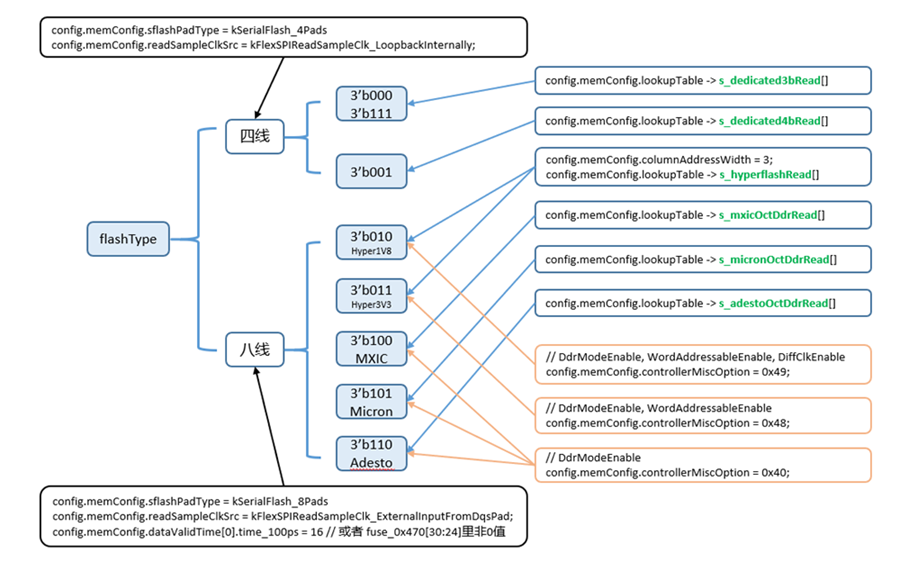 config.memConfig.sflashPadType = kSerialFlash_4Pads
config.memConfig.readSampleClkSrc = kFlexSPIReadSampleClk_LoopbackInternally;
flashType
四线
3’b000
3’b111
3’b001
八线
3’b010
Hyper1V8
3’b011
Hyper3V3
3’b100
MXIC
3’b101
Micron
3’b110
Adesto
config.memConfig.lookupTable -> s_dedicated3bRead[]
config.memConfig.lookupTable -> s_dedicated4bRead[]
config.memConfig.columnAddressWidth = 3;
config.memConfig.lookupTable -> s_hyperflashRead[]
config.memConfig.lookupTable -> s_mxicOctDdrRead[]
config.memConfig.lookupTable -> s_micronOctDdrRead[]
config.memConfig.lookupTable -> s_adestoOctDdrRead[]
// DdrModeEnable, WordAddressableEnable, DiffClkEnable
config.memConfig.controllerMiscOption = 0x49;
// DdrModeEnable, WordAddressableEnable
config.memConfig.controllerMiscOption = 0x48;
// DdrModeEnable
config.memConfig.controllerMiscOption = 0x40;
config.memConfig.sflashPadType = kSerialFlash_8Pads
config.memConfig.readSampleClkSrc = kFlexSPIReadSampleClk_ExternalInputFromDqsPad;
config.memConfig.dataValidTime[0].time_100ps = 16 // 或者 fuse_0x470[30:24]里非0值